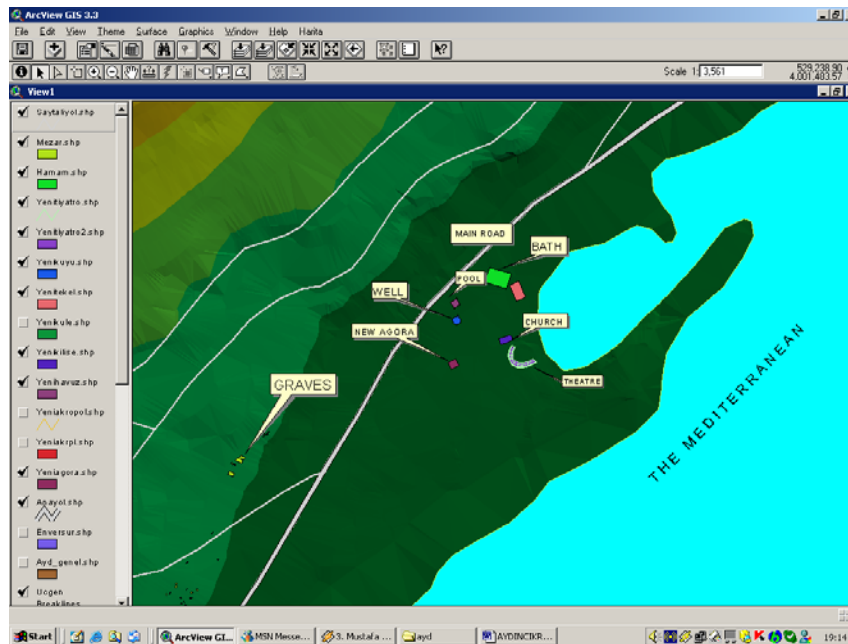 ArcView GIS 3.3
File Edit View Theme Surface Graphics Window Help Harita
Scale 1: 3,561
529,238.90
4,001,483.57
View1
Saytaliyol.shp
Mezar.shp
Hamam.shp
Yenitiyatro.shp
Yenitiyatro2.shp
Yenikuyu.shp
Yenitekel.shp
Yenikule.shp
Yenikilise.shp
Yenihavuz.shp
Yeniakropol.shp
Yeniakrpl.shp
Yeniagora.shp
Apayol.shp
Enversur.shp
Ayd_genel.shp
Ucgen
Breaklines
MAIN ROAD
BATH
POOL
WELL
CHURCH
NEW AGORA
THEATRE
GRAVES
THE MEDITERRANEAN
Start
ArcView GI...
MSN Messe...
3. Mustafa ...
jayd
AYDINCIKR...
19:14